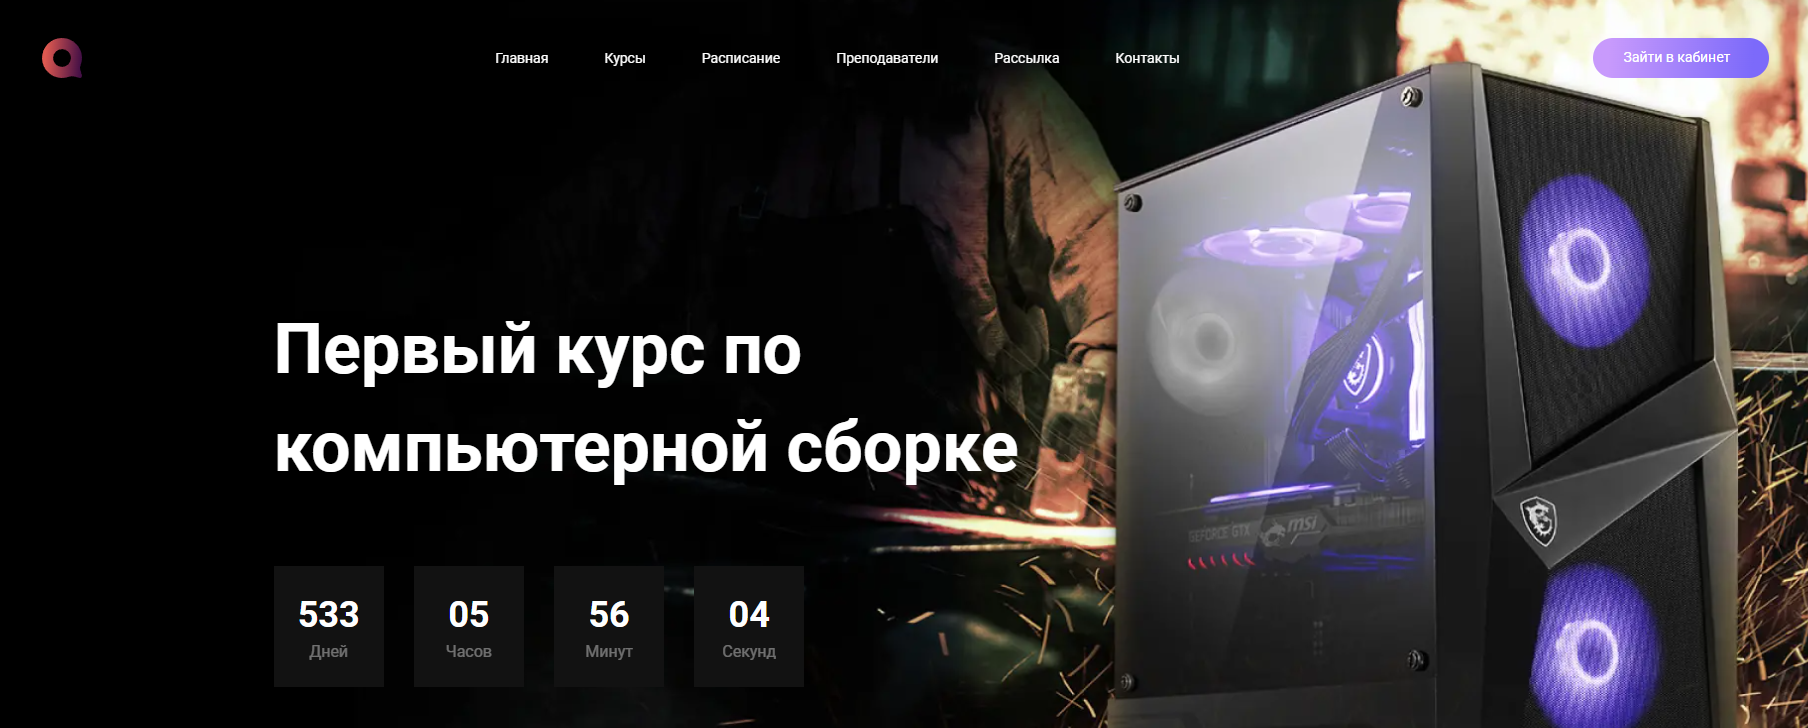 Главная Курсы Расписание Преподаватели Рассылка Контакты Зайти в кабинет
Первый курс по
компьютерной сборке
GEFORCE GTX msi
533 05 56 04
Дней Часов Минут Секунд